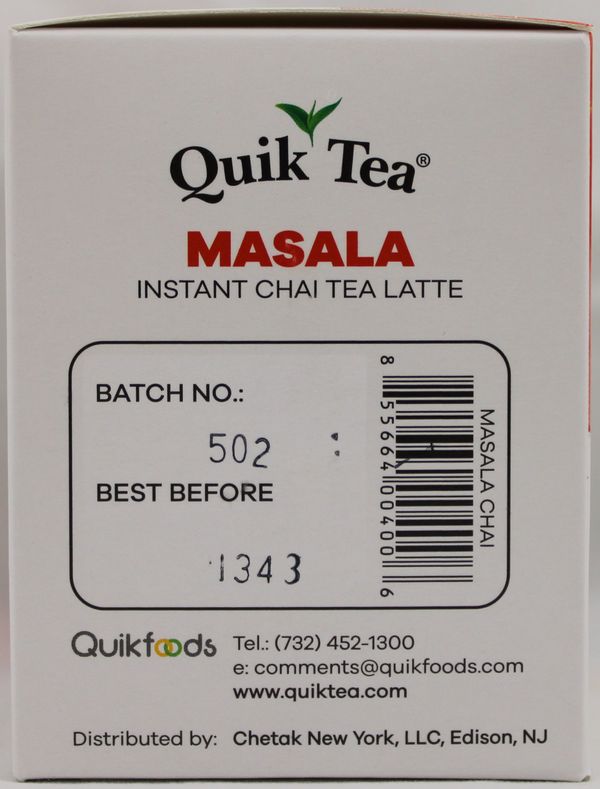 Quik Tea®
MASALA
INSTANT CHAI TEA LATTE
BATCH NO.:
502 :
BEST BEFORE
1343
8 55664 00400 6
MASALA CHAI
Quikfoods
Tel.: (732) 452-1300
e: comments@quikfoods.com
www.quiktea.com
Distributed by: Chetak New York, LLC, Edison, NJ